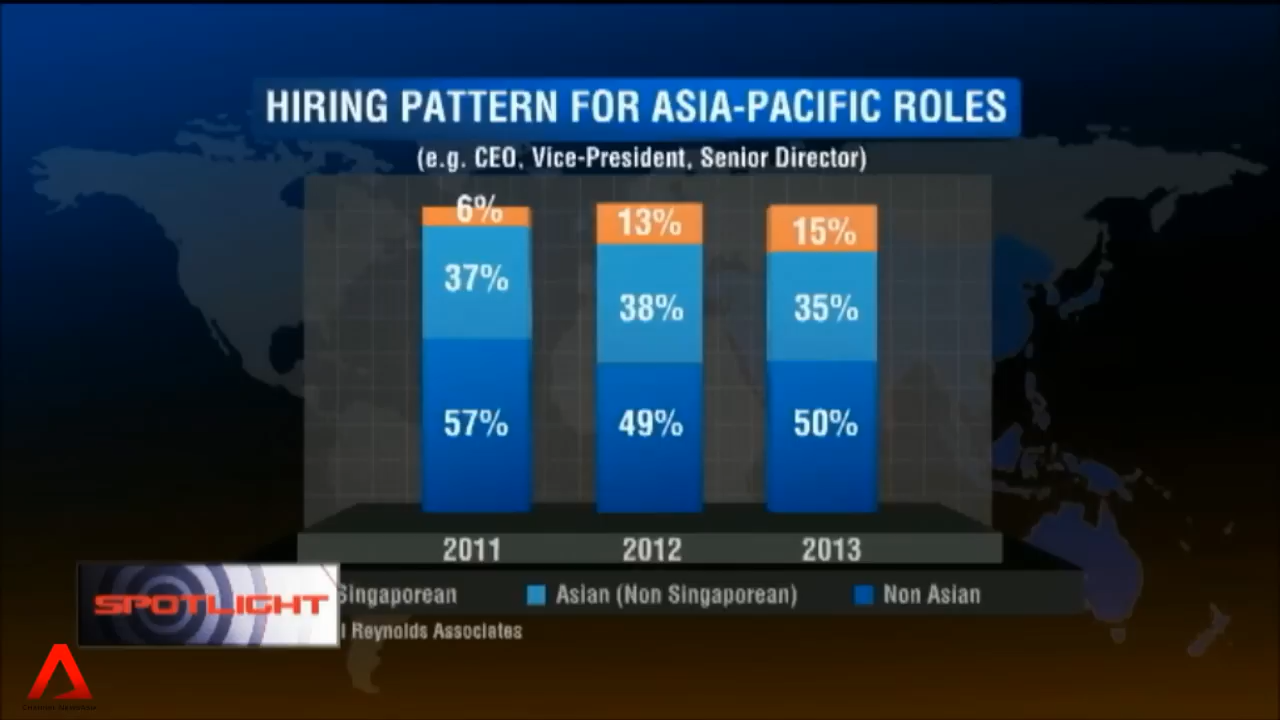 HIRING PATTERN FOR ASIA-PACIFIC ROLES
(e.g. CEO, Vice-President, Senior Director)
6% 13% 15%
37% 38% 35%
57% 49% 50%
2011 2012 2013
Singaporean Asian (Non Singaporean) Non Asian
SPOTLIGHT
Reynolds Associates